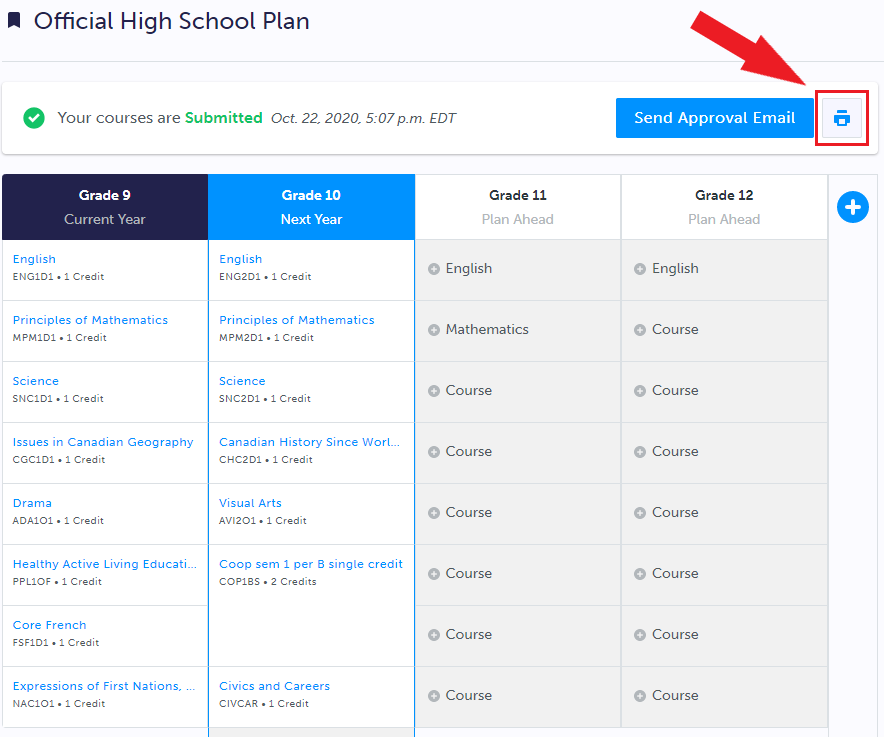 Official High School Plan
Your courses are Submitted Oct. 22, 2020, 5:07 p.m. EDT
Send Approval Email
Grade 9
Current Year
Grade 10
Next Year
Grade 11
Plan Ahead
Grade 12
Plan Ahead
English
ENG1D1 • 1 Credit
English
ENG2D1 • 1 Credit
English
English
Principles of Mathematics
MPM1D1 • 1 Credit
Principles of Mathematics
MPM2D1 • 1 Credit
Mathematics
Course
Science
SNC1D1 • 1 Credit
Science
SNC2D1 • 1 Credit
Course
Course
Issues in Canadian Geography
CGC1D1 • 1 Credit
Canadian History Since Worl...
CHC2D1 • 1 Credit
Course
Course
Drama
ADA1O1 • 1 Credit
Visual Arts
AVI2O1 • 1 Credit
Course
Course
Healthy Active Living Educati...
PPL1OF • 1 Credit
Coop sem 1 per B single credit
COP1BS • 2 Credits
Course
Course
Core French
FSF1D1 • 1 Credit
Course
Course
Expressions of First Nations, ...
NAC1O1 • 1 Credit
Civics and Careers
CIVCAR • 1 Credit
Course
Course